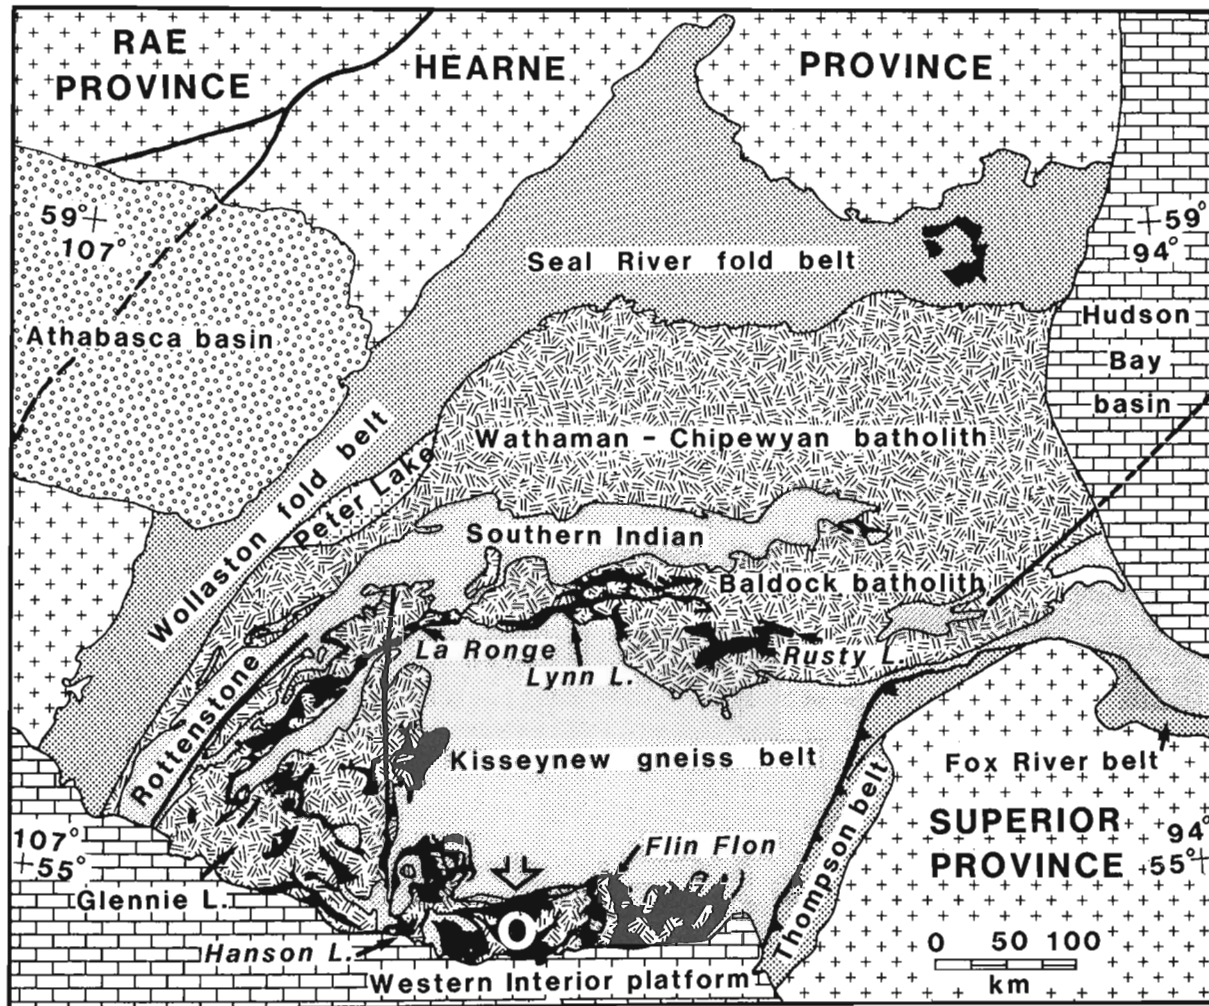 RAE
PROVINCE
HEARNE
PROVINCE
59°
107°
59°
94°
Seal River fold belt
Hudson
Bay
basin
Athabasca basin
Wollaston fold belt
Peter Lake
Wathaman - Chipewyan batholith
Southern Indian
Baldock batholith
La Ronge
Lynn L.
Rusty L.
Rottenstone
Kisseynew gneiss belt
Fox River belt
SUPERIOR
PROVINCE
94°
55°
107°
55°
Flin Flon
Thompson belt
Glennie L.
Hanson L.
Western Interior platform
0 50 100
km